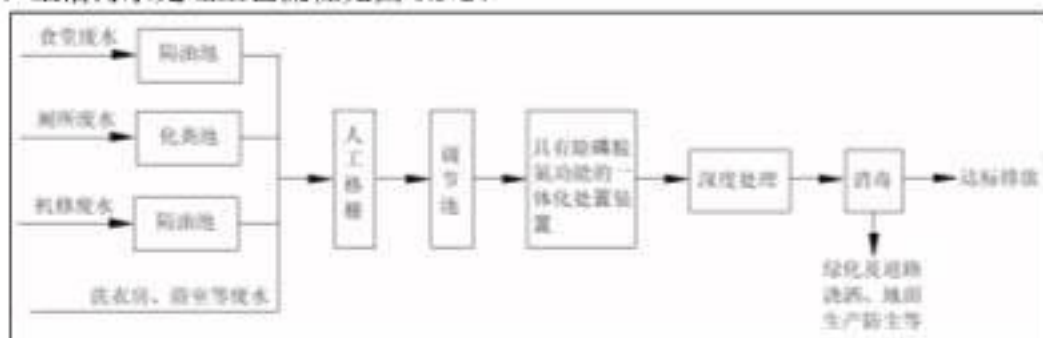 食堂废水
隔油池
厕所废水
化粪池
机修废水
隔油池
洗衣房、浴室等废水
人工格栅
调节池
具有除磷脱
氮功能的一
体化处置装
置
深度处理
消毒
达标排放
绿化及道路
浇洒、地面
生产防尘等